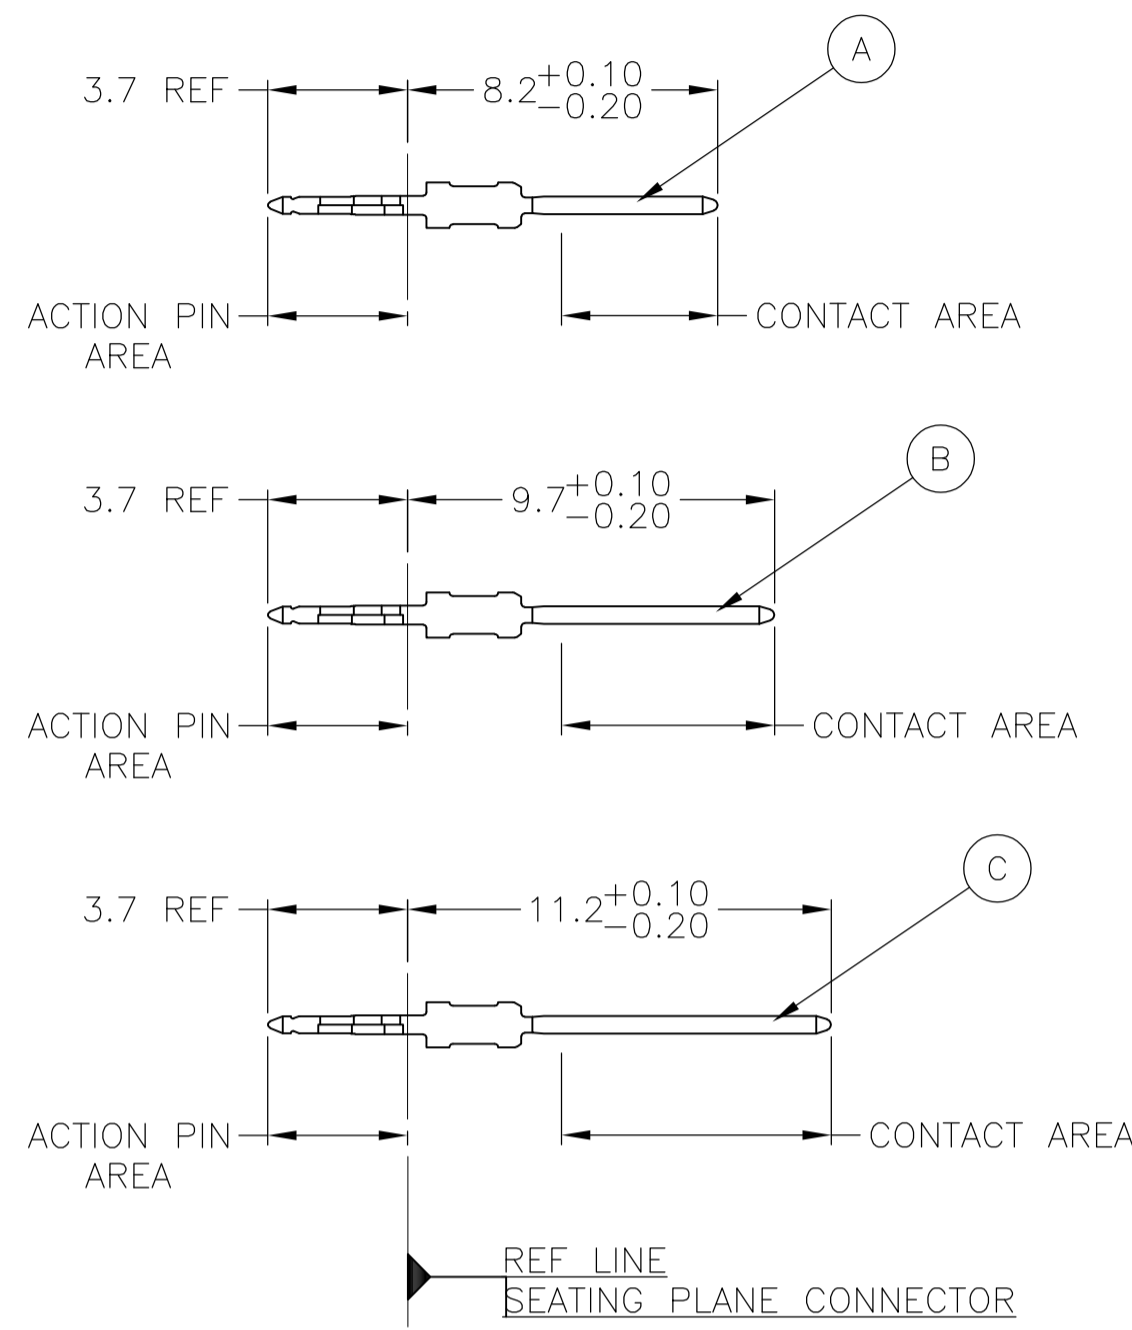 A
3.7 REF
8.2 +0.10
-0.20
ACTION PIN
AREA
CONTACT AREA
B
3.7 REF
9.7 +0.10
-0.20
ACTION PIN
AREA
CONTACT AREA
C
3.7 REF
11.2 +0.10
-0.20
ACTION PIN
AREA
CONTACT AREA
REF LINE
SEATING PLANE CONNECTOR